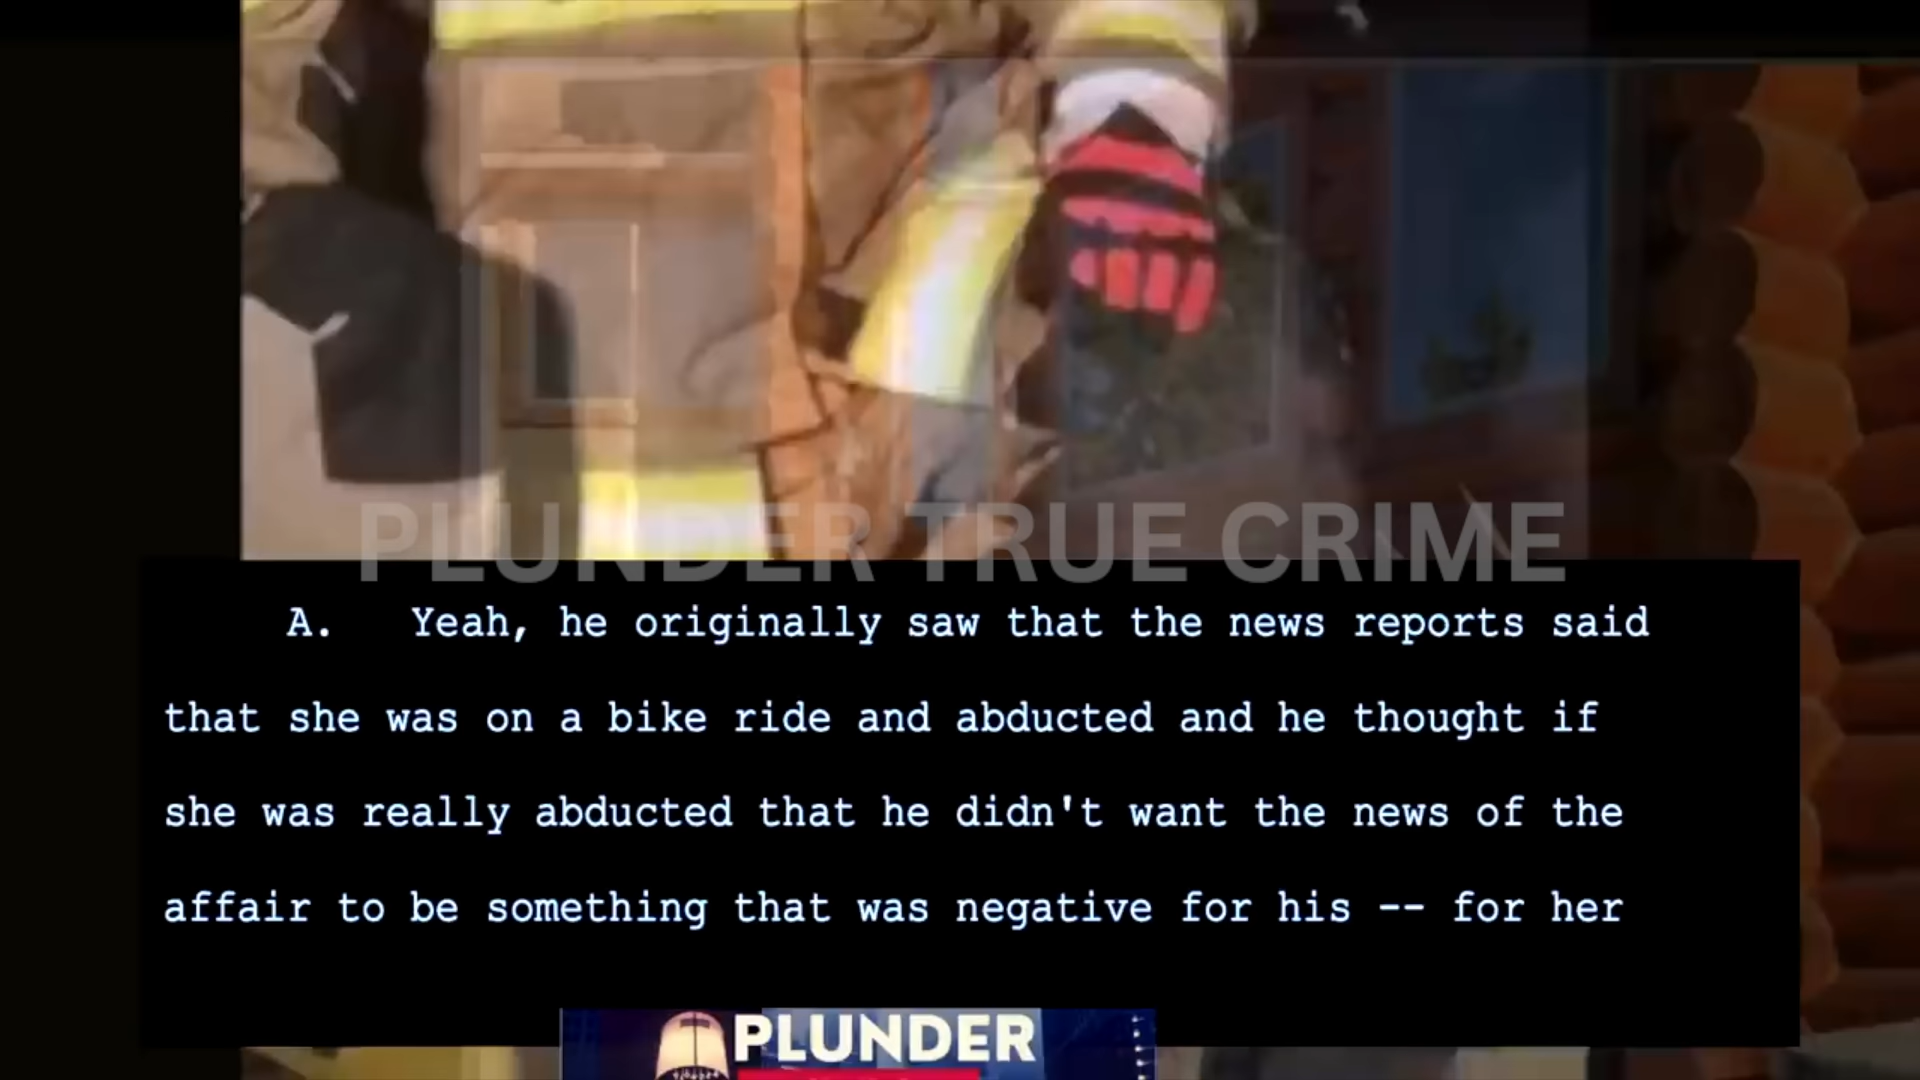 PLUNDER TRUE CRIME
A. Yeah, he originally saw that the news reports said
that she was on a bike ride and abducted and he thought if
she was really abducted that he didn't want the news of the
affair to be something that was negative for his -- for her
PLUNDER